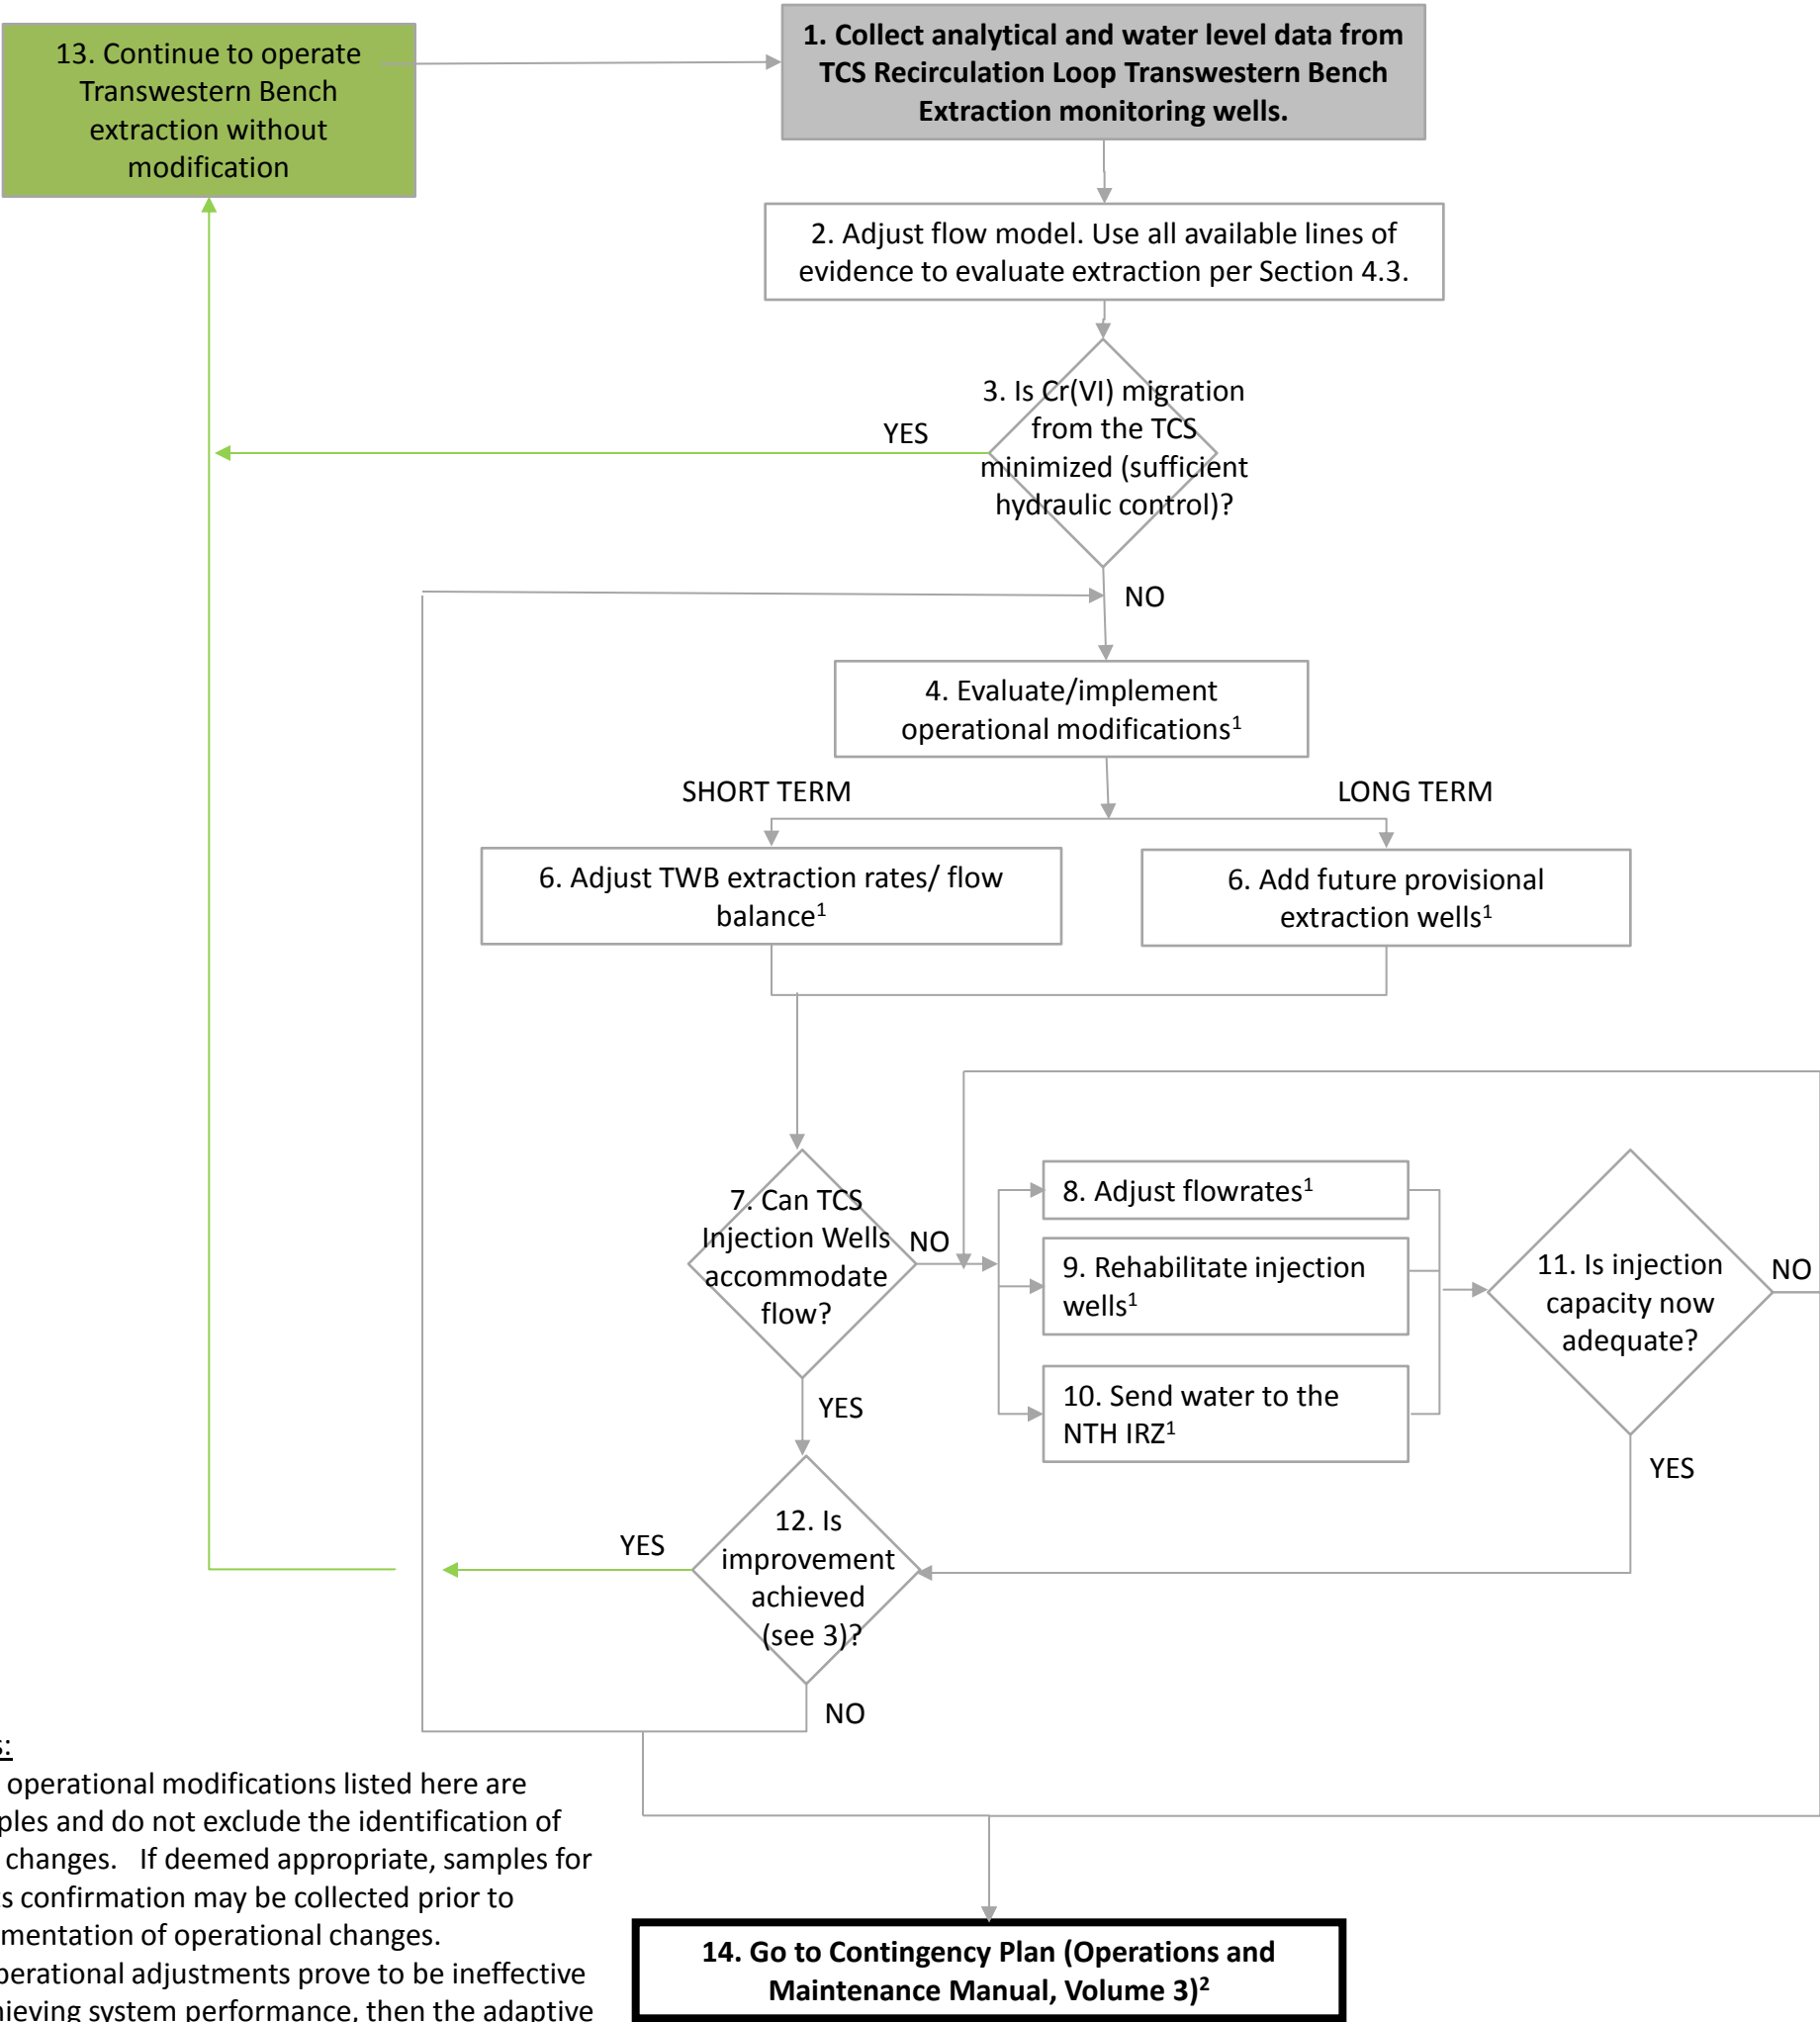 13. Continue to operate
Transwestern Bench
extraction without
modification
1. Collect analytical and water level data from
TCS Recirculation Loop Transwestern Bench
Extraction monitoring wells.
2. Adjust flow model. Use all available lines of
evidence to evaluate extraction per Section 4.3.
3. Is Cr(VI) migration
from the TCS
minimized (sufficient
hydraulic control)?
YES
NO
4. Evaluate/implement
operational modifications¹
SHORT TERM
LONG TERM
6. Adjust TWB extraction rates/ flow
balance¹
6. Add future provisional
extraction wells¹
7. Can TCS
Injection Wells
accommodate
flow?
NO
YES
8. Adjust flowrates¹
9. Rehabilitate injection
wells¹
10. Send water to the
NTH IRZ¹
11. Is injection
capacity now
adequate?
NO
YES
12. Is
improvement
achieved
(see 3)?
YES
NO
s:
operational modifications listed here are
ples and do not exclude the identification of
changes. If deemed appropriate, samples for
ts confirmation may be collected prior to
mentation of operational changes.
perational adjustments prove to be ineffective
hieving system performance, then the adaptive
14. Go to Contingency Plan (Operations and
Maintenance Manual, Volume 3)²